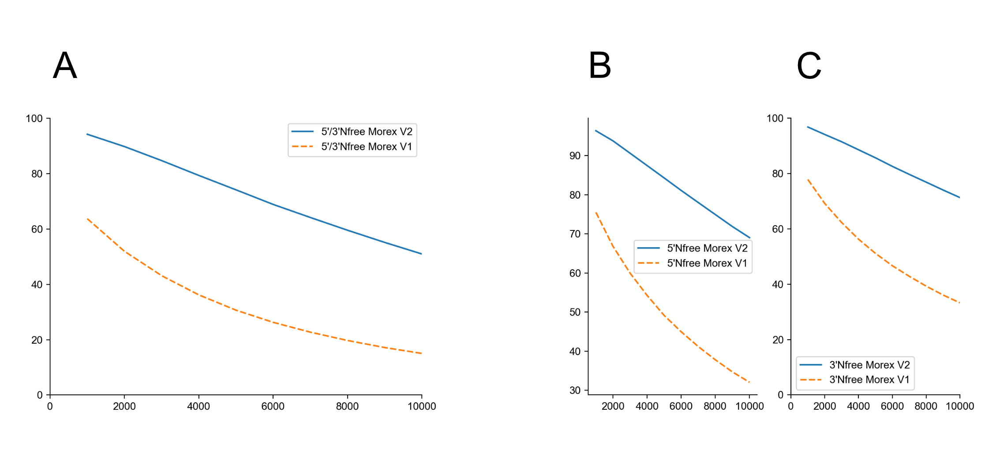 A
B
C
100
80
60
40
20
0
0 2000 4000 6000 8000 10000
5'/3'Nfree Morex V2
5'/3'Nfree Morex V1
90
80
70
60
50
40
30
2000 4000 6000 8000 10000
5'Nfree Morex V2
5'Nfree Morex V1
100
80
60
40
20
0
0 2000 4000 6000 8000 10000
3'Nfree Morex V2
3'Nfree Morex V1